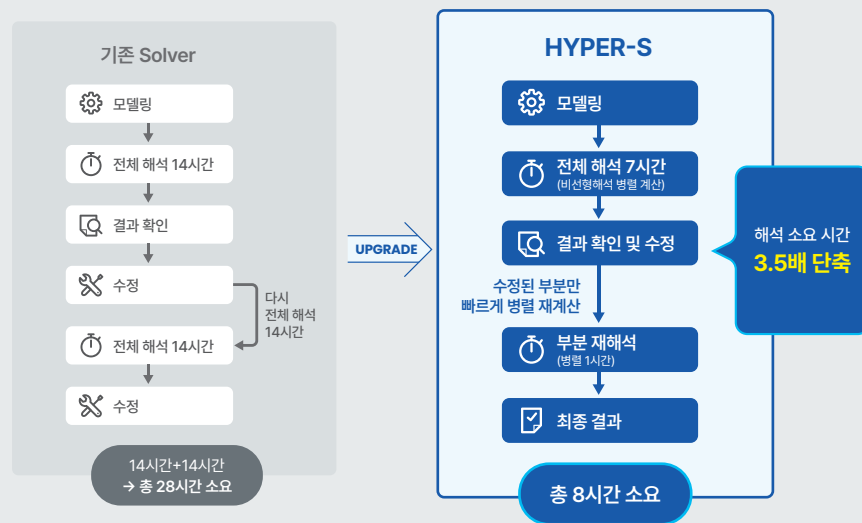 기존 Solver
모델링
전체 해석 14시간
결과 확인
수정
다시
전체 해석
14시간
전체 해석 14시간
수정
14시간+14시간
→ 총 28시간 소요
UPGRADE
HYPER-S
모델링
전체 해석 7시간
(비선형해석 병렬 계산)
결과 확인 및 수정
수정된 부분만
빠르게 병렬 재계산
부분 재해석
(병렬 1시간)
최종 결과
총 8시간 소요
해석 소요 시간
3.5배 단축